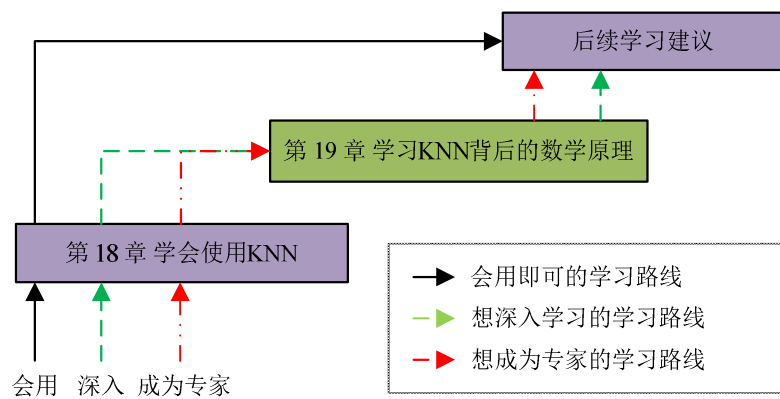 后续学习建议
第 19 章 学习KNN背后的数学原理
第 18 章 学会使用KNN
会用即可的学习路线
想深入学习的学习路线
想成为专家的学习路线
会用 深入 成为专家